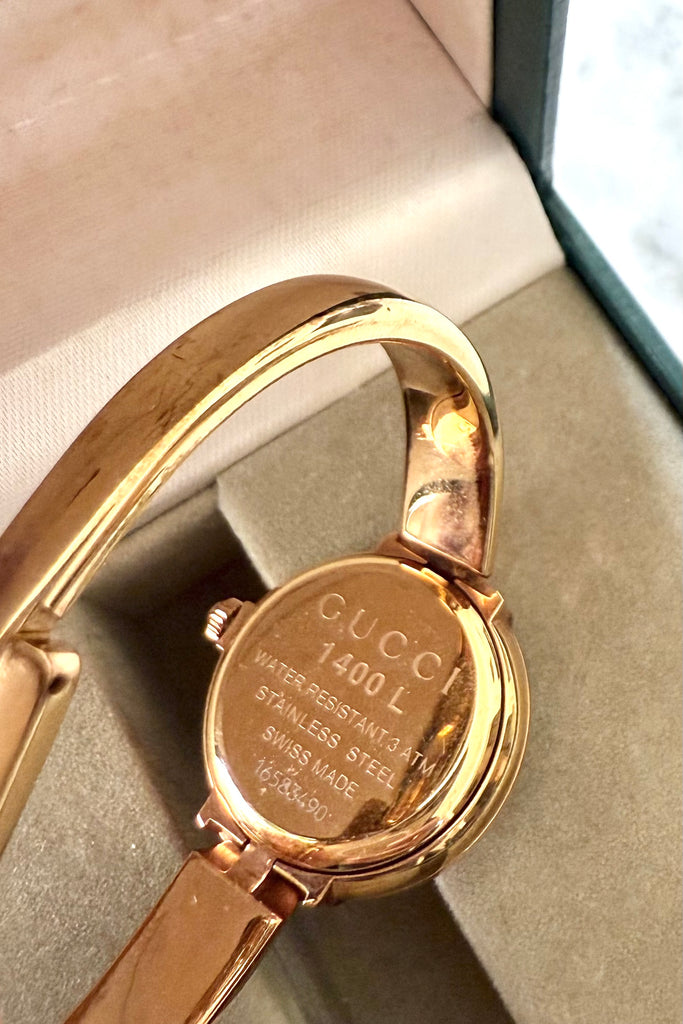 GUCCI
1400 L
WATER RESISTANT 3 ATM
STAINLESS STEEL
SWISS MADE
16583490